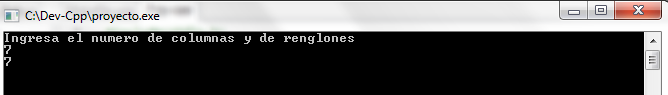 C:\Dev-Cpp\proyecto.exe
Ingresa el numero de columnas y de renglones
7
7